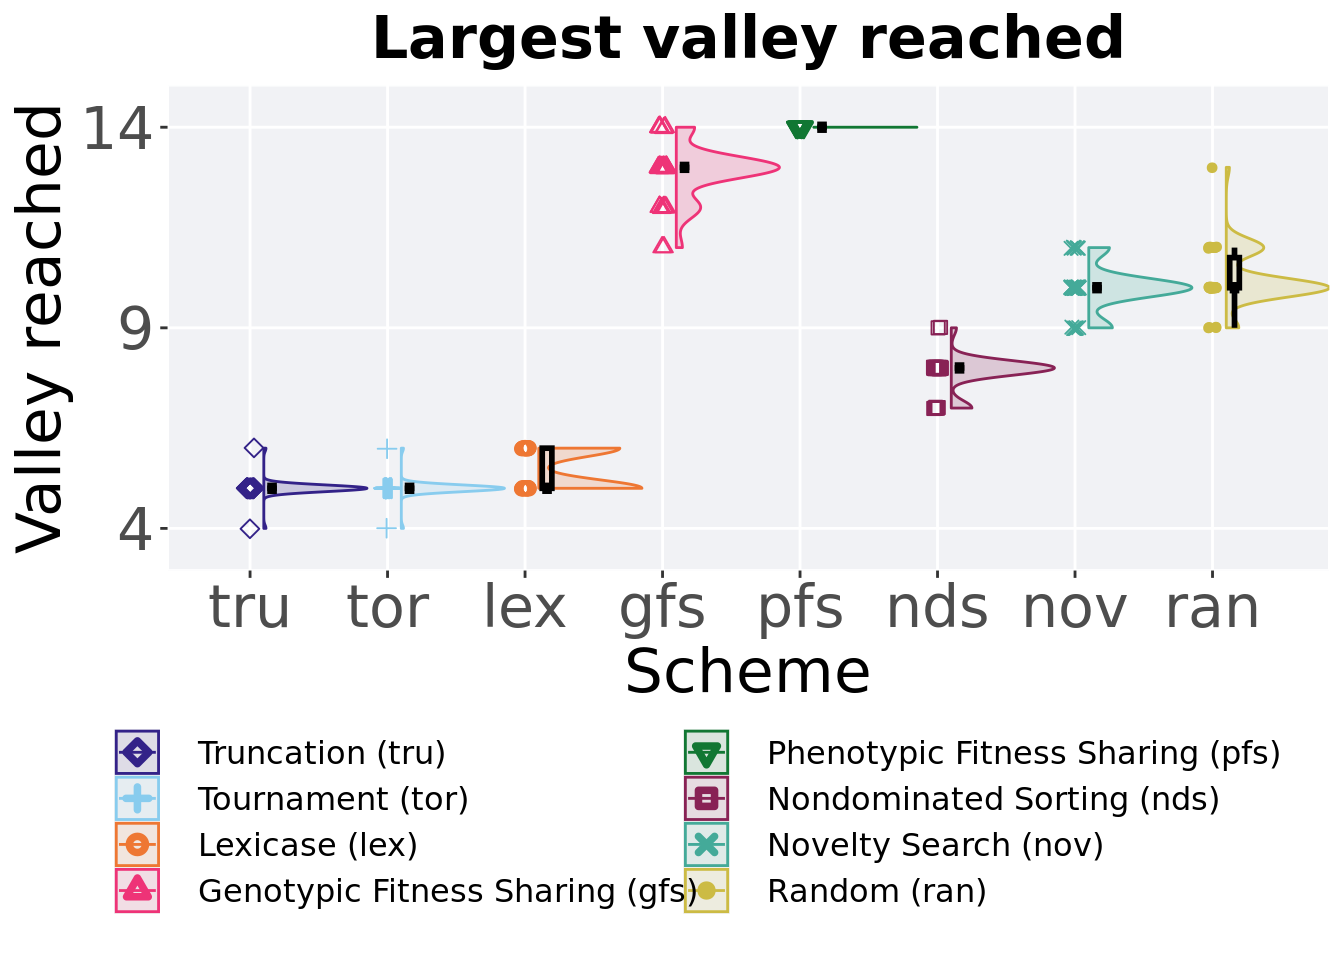 Largest valley reached
Valley reached
14
9
4
tru tor lex gfs pfs nds nov ran
Scheme
Truncation (tru)
Tournament (tor)
Lexicase (lex)
Genotypic Fitness Sharing (gfs)
Phenotypic Fitness Sharing (pfs)
Nondominated Sorting (nds)
Novelty Search (nov)
Random (ran)